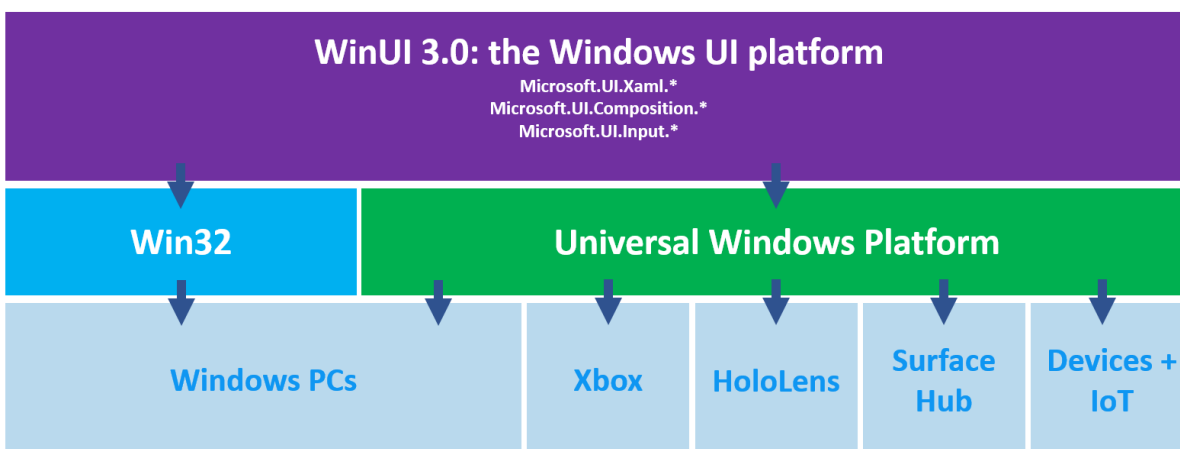 WinUI 3.0: the Windows UI platform
Microsoft.UI.Xaml.*
Microsoft.UI.Composition.*
Microsoft.UI.Input.*
Win32
Universal Windows Platform
Windows PCs
Xbox
HoloLens
Surface
Hub
Devices +
IoT